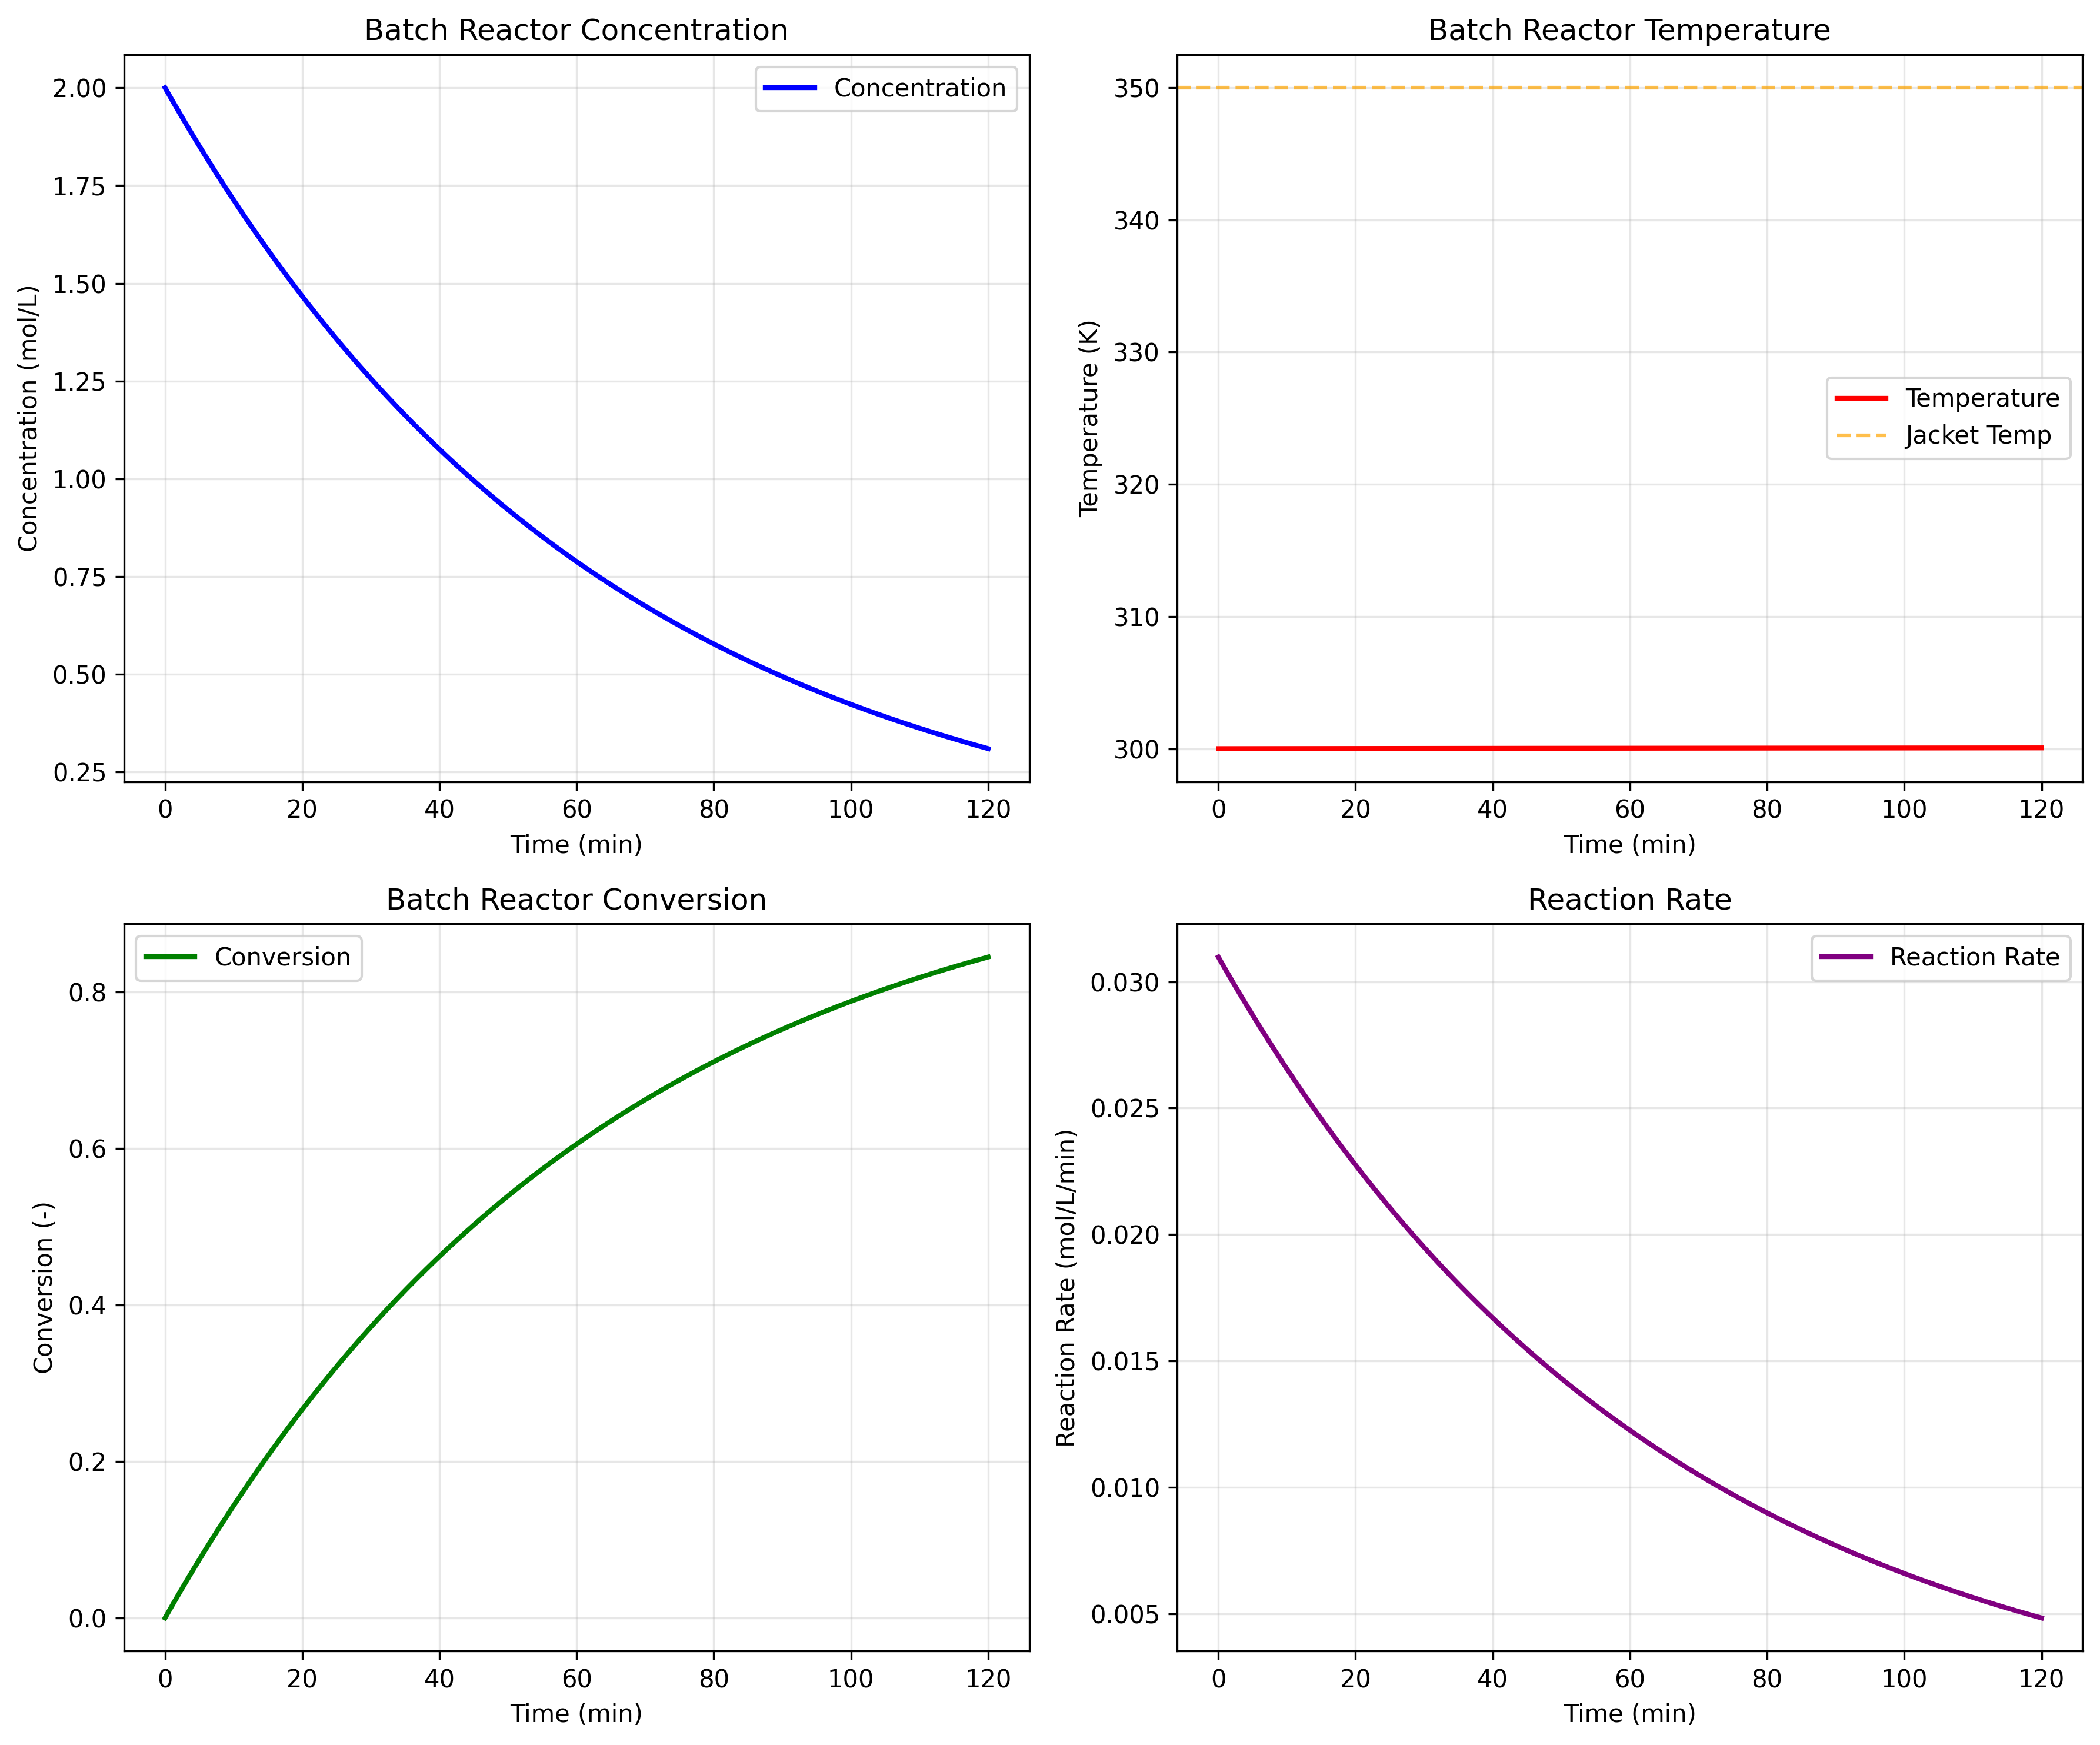 Batch Reactor Concentration
Concentration (mol/L)
2.00
1.75
1.50
1.25
1.00
0.75
0.50
0.25
Concentration
0 20 40 60 80 100 120
Time (min)
Batch Reactor Temperature
Temperature (K)
350
340
330
320
310
300
Temperature
Jacket Temp
0 20 40 60 80 100 120
Time (min)
Batch Reactor Conversion
Conversion (-)
0.8
0.6
0.4
0.2
0.0
Conversion
0 20 40 60 80 100 120
Time (min)
Reaction Rate
Reaction Rate (mol/L/min)
0.030
0.025
0.020
0.015
0.010
0.005
Reaction Rate
0 20 40 60 80 100 120
Time (min)